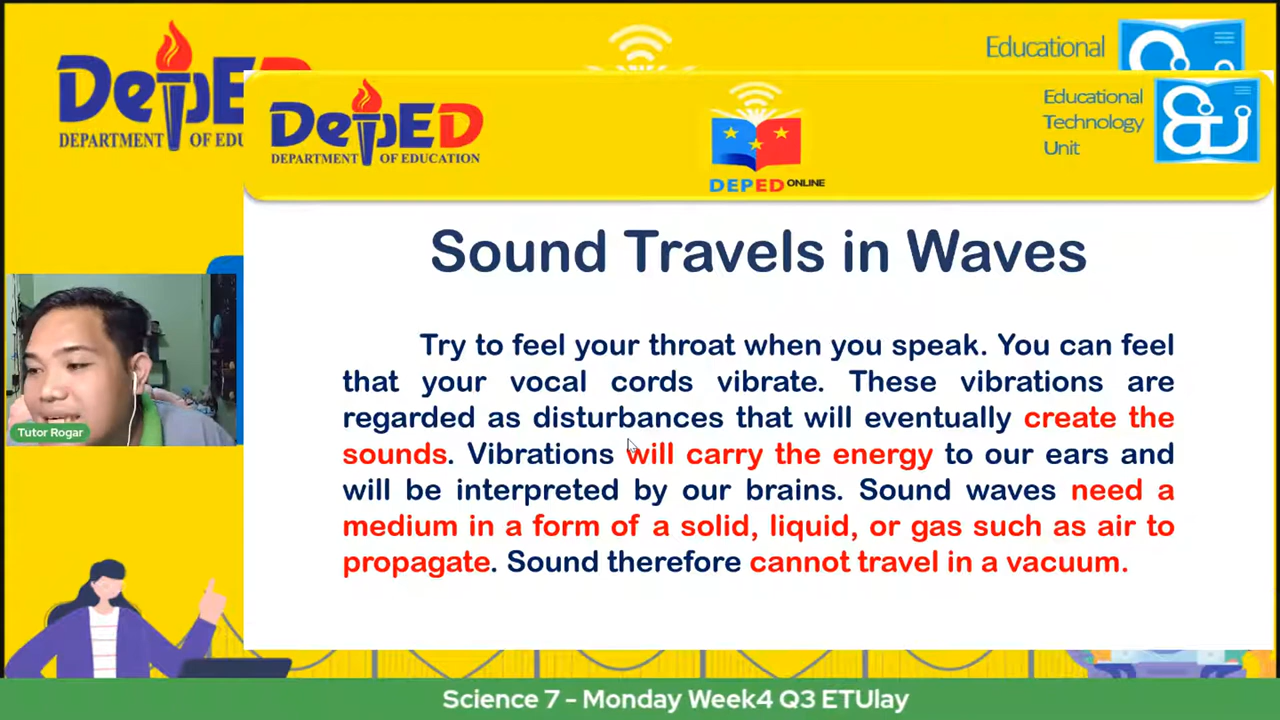 DepED
DEPARTMENT OF EDU
Educational
DepED
DEPARTMENT OF EDUCATION
DEPED ONLINE
Educational
Technology
Unit
Sound Travels in Waves
Try to feel your throat when you speak. You can feel
that your vocal cords vibrate. These vibrations are
regarded as disturbances that will eventually create the
sounds. Vibrations will carry the energy to our ears and
will be interpreted by our brains. Sound waves need a
medium in a form of a solid, liquid, or gas such as air to
propagate. Sound therefore cannot travel in a vacuum.
Tutor Rogar
Science 7 - Monday Week4 Q3 ETUlay